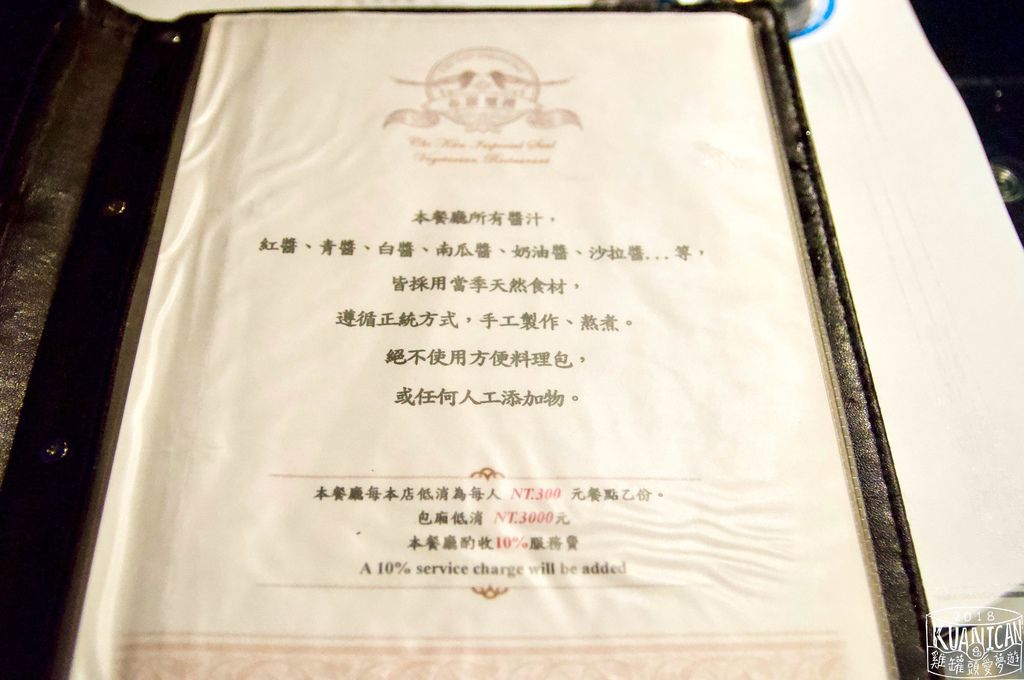 Imperial Seal
Vegetarian Restaurant
本餐廳所有醬汁，
紅醬、青醬、白醬、南瓜醬、奶油醬、沙拉醬...等，
皆採用當季天然食材，
遵循正統方式，手工製作、熬煮。
絕不使用方便料理包，
或任何人工添加物。
本餐廳每本店低消為每人 NT.300 元餐點乙份。
包廂低消 NT.3000元
本餐廳酌收10%服務費
A 10% service charge will be added
2018
KUANICAN
雞罐頭愛夢遊